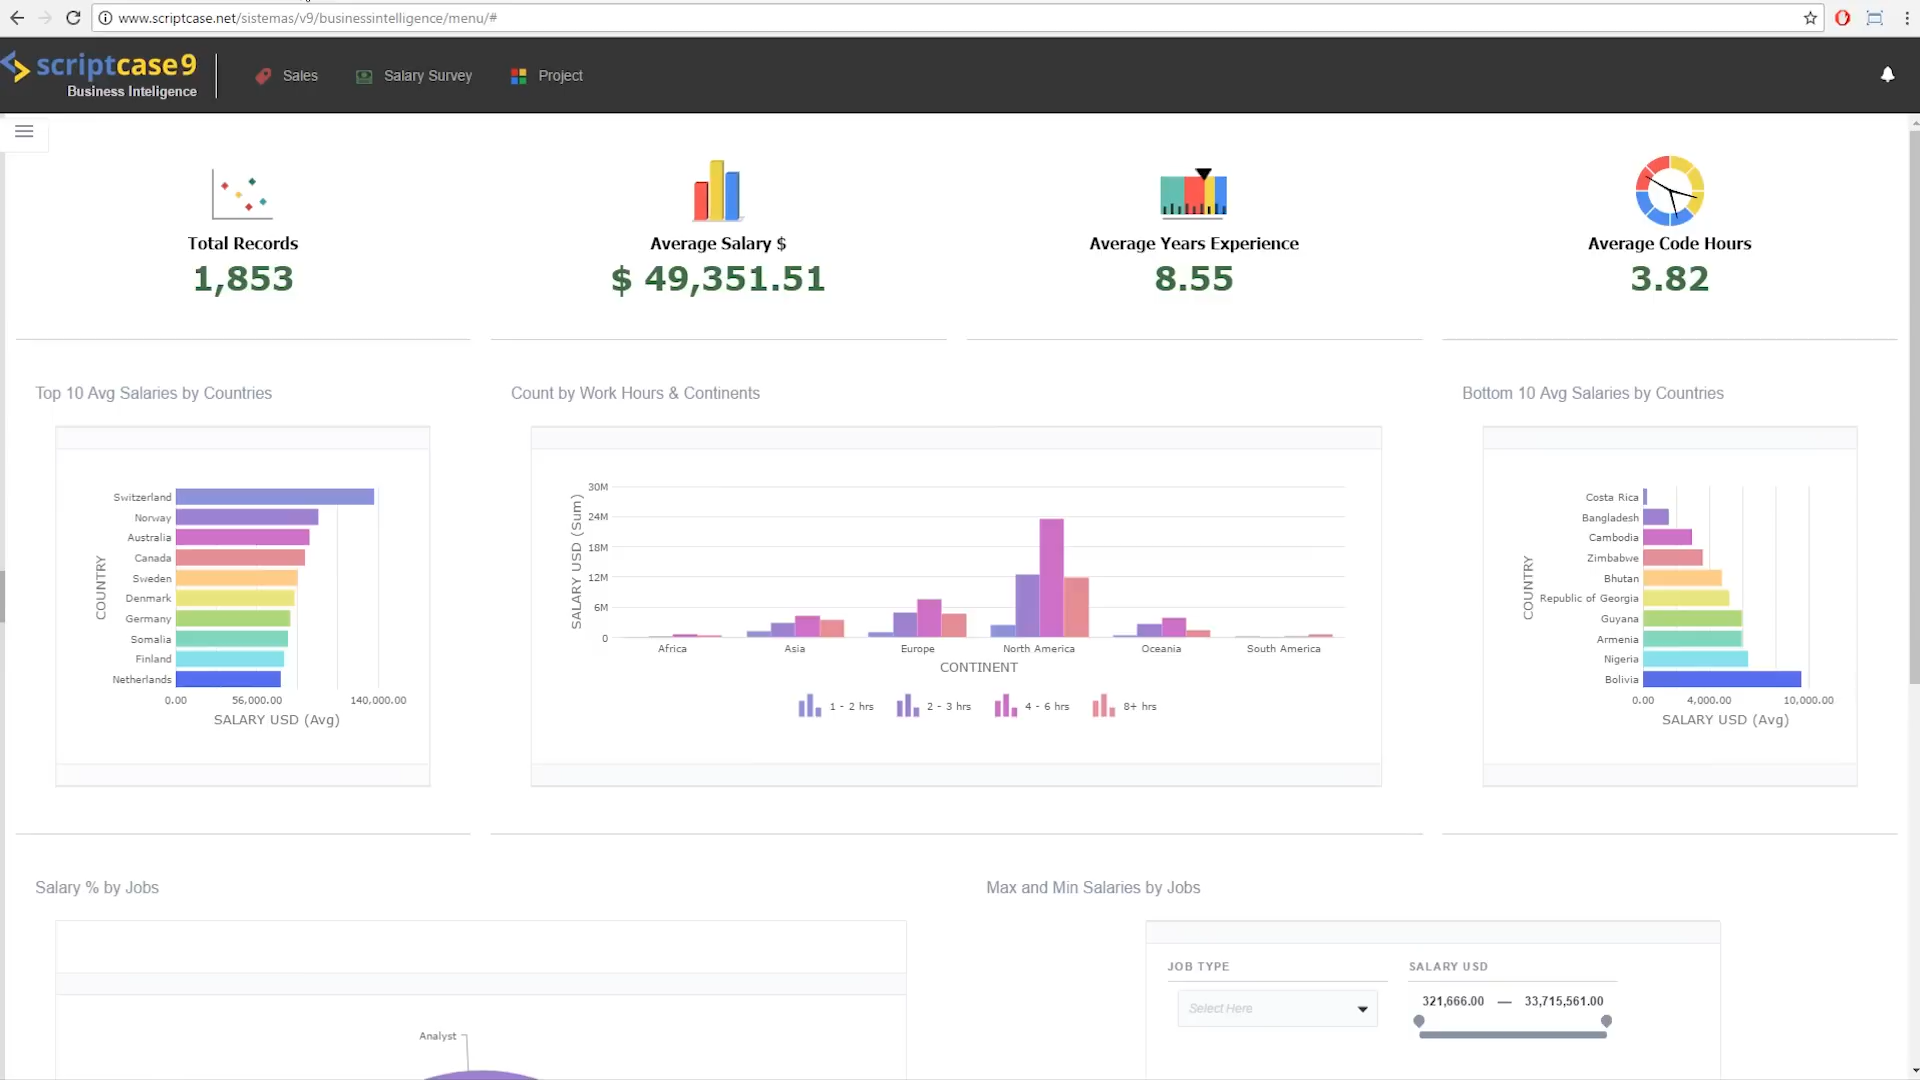 www.scriptcase.net/sistemas/v9/businessintelligence/menu/#
scriptcase9
Business Inteligence
Sales
Salary Survey
Project
Total Records
1,853
Average Salary $
$ 49,351.51
Average Years Experience
8.55
Average Code Hours
3.82
Top 10 Avg Salaries by Countries
COUNTRY
Switzerland
Norway
Australia
Canada
Sweden
Denmark
Germany
Somalia
Finland
Netherlands
0.00 56,000.00 140,000.00
SALARY USD (Avg)
Count by Work Hours & Continents
SALARY USD (Sum)
30M
24M
18M
12M
6M
0
Africa Asia Europe North America Oceania South America
CONTINENT
1 - 2 hrs 2 - 3 hrs 4 - 6 hrs 8+ hrs
Bottom 10 Avg Salaries by Countries
COUNTRY
Costa Rica
Bangladesh
Cambodia
Zimbabwe
Bhutan
Republic of Georgia
Guyana
Armenia
Nigeria
Bolivia
0.00 4,000.00 10,000.00
SALARY USD (Avg)
Salary % by Jobs
Analyst
Max and Min Salaries by Jobs
JOB TYPE
Select Here
SALARY USD
321,666.00 — 33,715,561.00